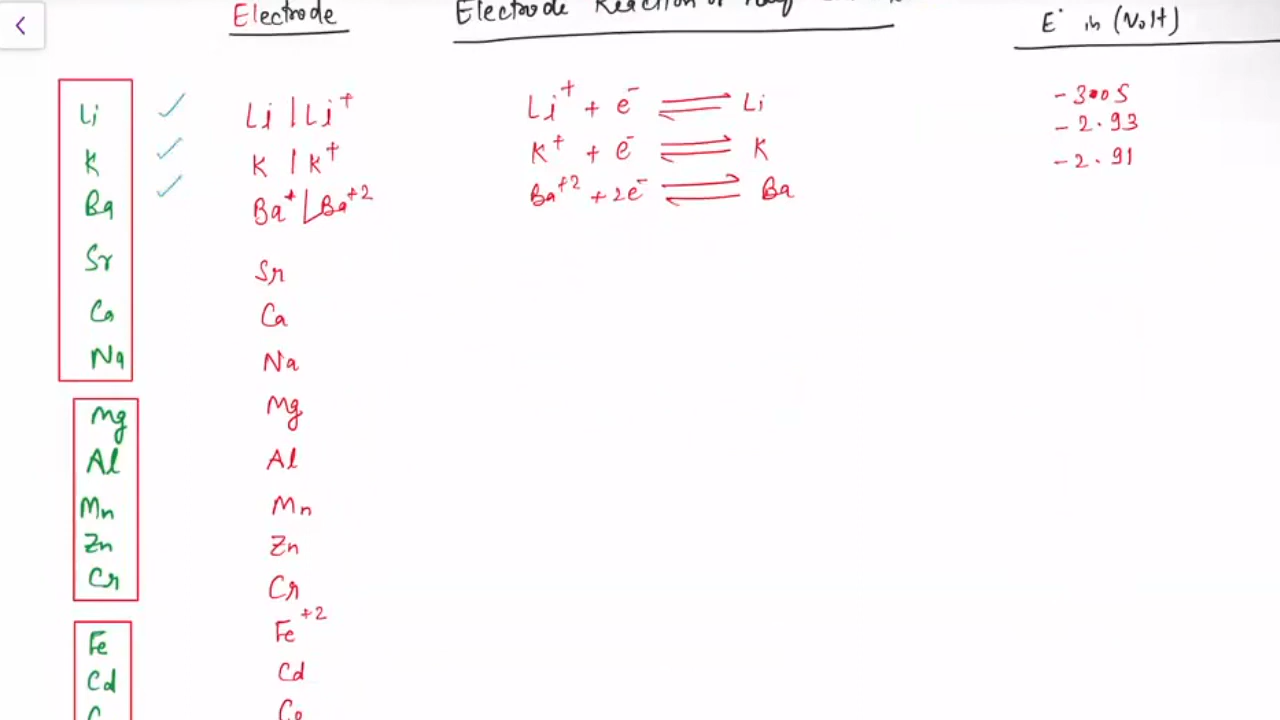 Electrode Electrode Reaction or E° in (Volt)
Li Li | Li+ Li+ + e- ⇌ Li -3.05
K K | K+ K+ + e- ⇌ K -2.93
Ba Ba+ | Ba+2 Ba+2 + 2e- ⇌ Ba -2.91
Sr Sr
Ca Ca
Na Na
Mg Mg
Al Al
Mn Mn
Zn Zn
Cr Cr
Fe Fe+2
Cd Cd
Co